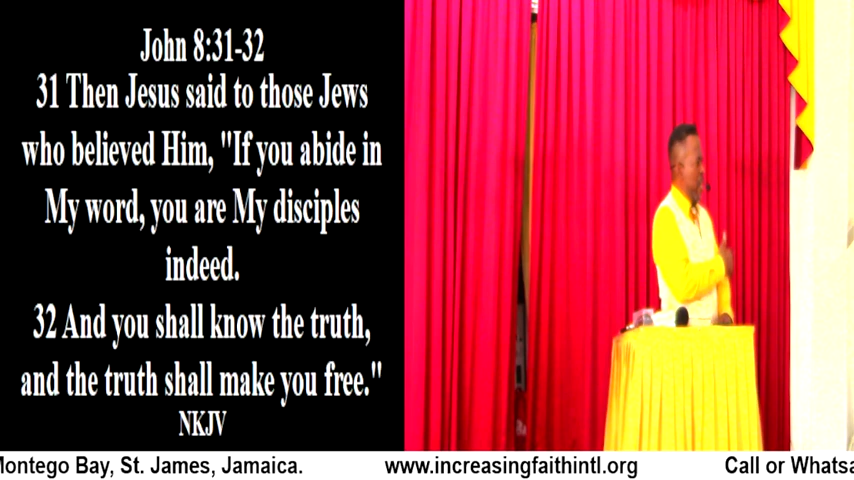 John 8:31-32
31 Then Jesus said to those Jews
who believed Him, "If you abide in
My word, you are My disciples
indeed.
32 And you shall know the truth,
and the truth shall make you free."
NKJV
Montego Bay, St. James, Jamaica. www.increasingfaithintl.org Call or Whatsa